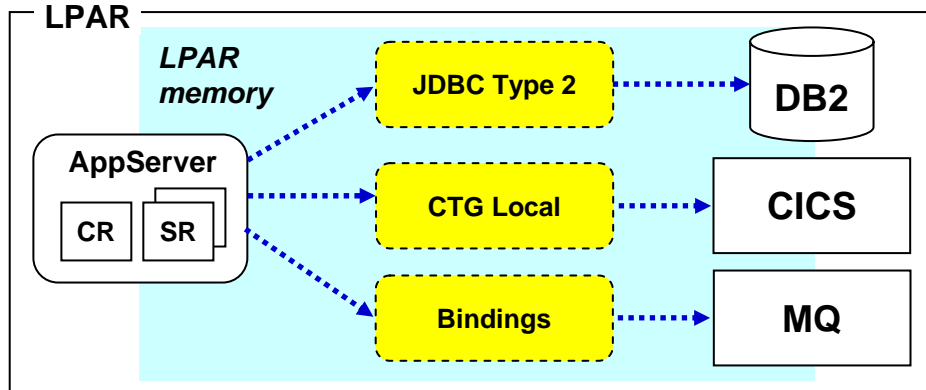 LPAR
LPAR
memory
JDBC Type 2
DB2
AppServer
CR
SR
CTG Local
CICS
Bindings
MQ